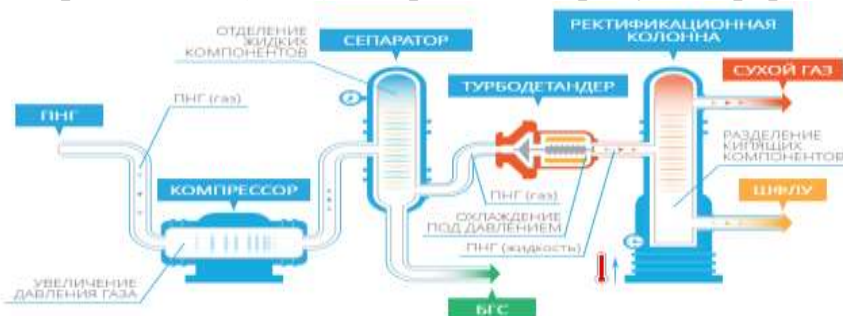 ОТДЕЛЕНИЕ
ЖИДКИХ
КОМПОНЕНТОВ
СЕПАРАТОР
РЕКТИФИКАЦИОННАЯ
КОЛОННА
СУХОЙ ГАЗ
ТУРБОДЕТАНДЕР
ПНГ (газ)
ПНГ
РАЗДЕЛЕНИЕ
КИПЯЩИХ
КОМПОНЕНТОВ
КОМПРЕССОР
ПНГ (газ)
ШФЛУ
ОХЛАЖДЕНИЕ
ПОД ДАВЛЕНИЕМ
ПНГ (жидкость)
УВЕЛИЧЕНИЕ
ДАВЛЕНИЯ ГАЗА
БГС